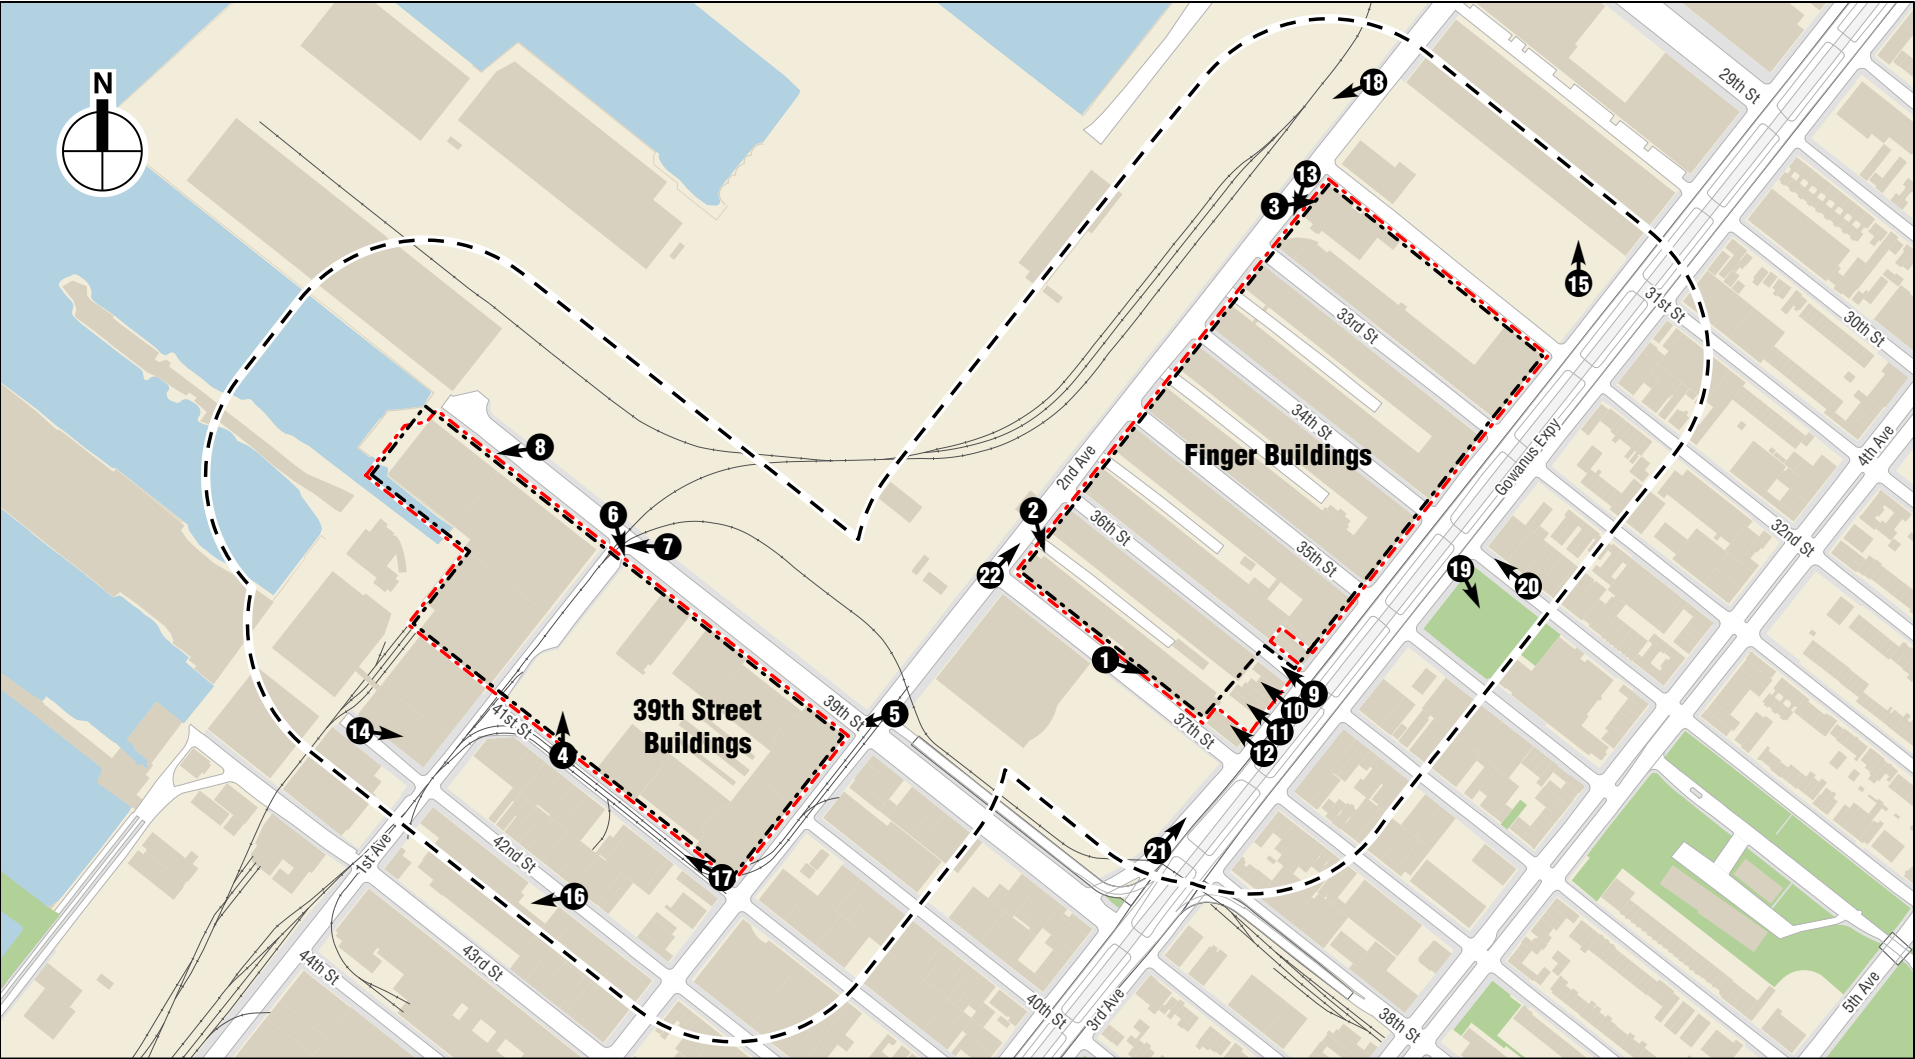 N
29th St
18
13
3
15
31st St
30th St
33rd St
34th St
4th Ave
8
Finger Buildings
2nd Ave
Gowanus Expy
6
7
2
36th St
35th St
32nd St
22
19
20
1
9
10
11
12
37th St
39th Street
Buildings
39th St
5
41st St
14
4
21
42nd St
1st Ave
17
16
43rd St
44th St
40th St
3rd Ave
38th St
5th Ave